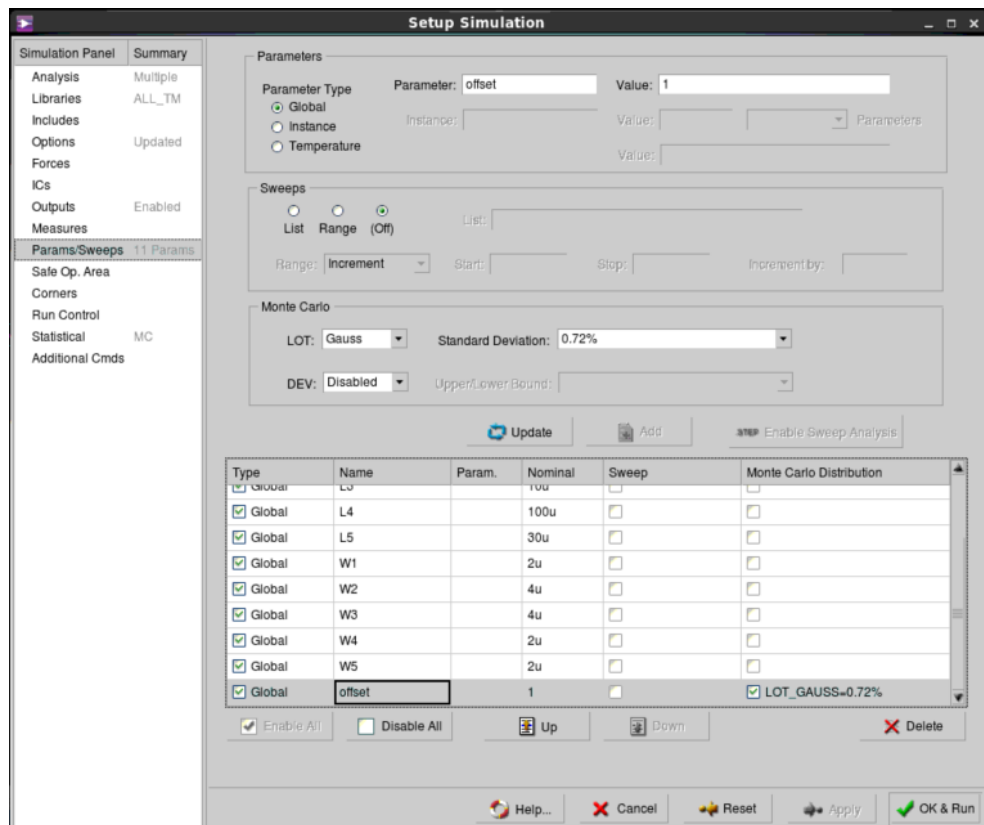 Setup Simulation
Simulation Panel Summary
Analysis Multiple
Libraries ALL_TM
Includes
Options Updated
Forces
ICs
Outputs Enabled
Measures
Params/Sweeps 11 Params
Safe Op. Area
Corners
Run Control
Statistical MC
Additional Cmds
Parameters
Parameter Type
Global
Instance
Temperature
Parameter: offset Value: 1
Instance: Value: Parameters
Value:
Sweeps
List Range (Off) List:
Range: Increment Start: Stop: Increment by:
Monte Carlo
LOT: Gauss Standard Deviation: 0.72%
DEV: Disabled Upper/Lower Bound:
Update Add STEP Enable Sweep Analysis
Type Name Param. Nominal Sweep Monte Carlo Distribution
Global L3 10u
Global L4 100u
Global L5 30u
Global W1 2u
Global W2 4u
Global W3 4u
Global W4 2u
Global W5 2u
Global offset 1 LOT_GAUSS=0.72%
Enable All Disable All Up Down Delete
Help... Cancel Reset Apply OK & Run